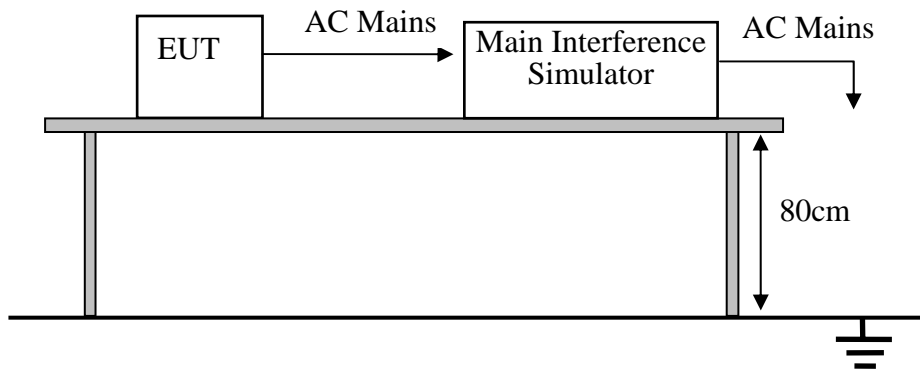 EUT
AC Mains
Main Interference
Simulator
AC Mains
80cm